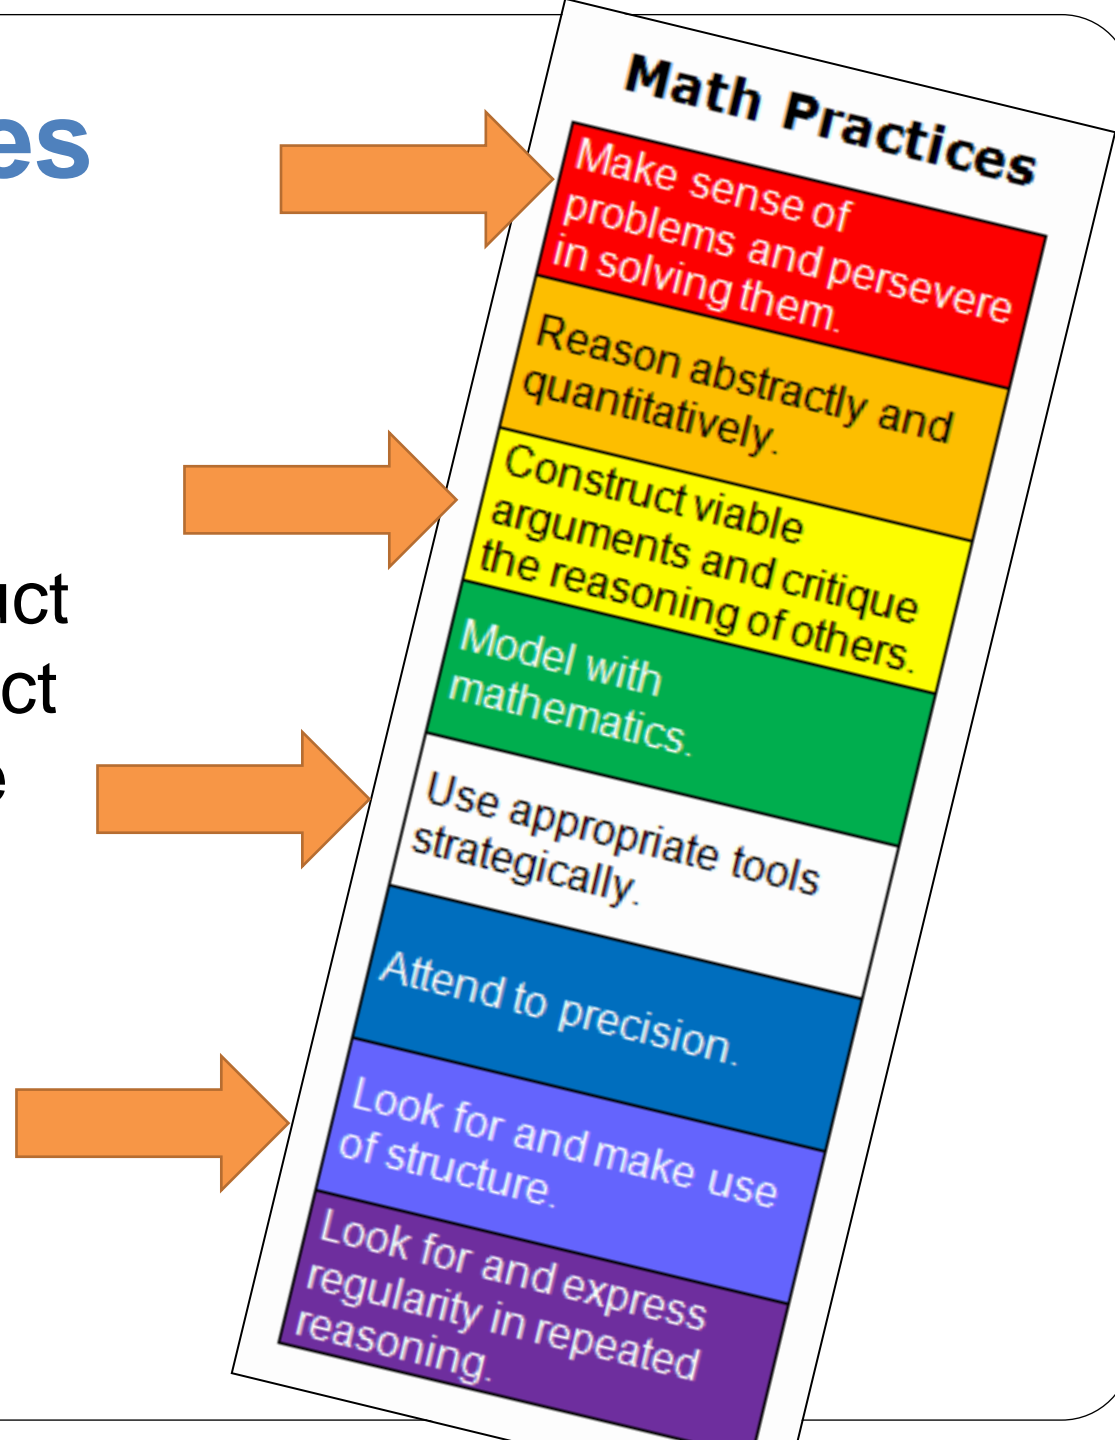 es
uct
ct
e
Math Practices
Make sense of
problems and persevere
in solving them.
Reason abstractly and
quantitatively.
Construct viable
arguments and critique
the reasoning of others.
Model with
mathematics.
Use appropriate tools
strategically.
Attend to precision.
Look for and make use
of structure.
Look for and express
regularity in repeated
reasoning.